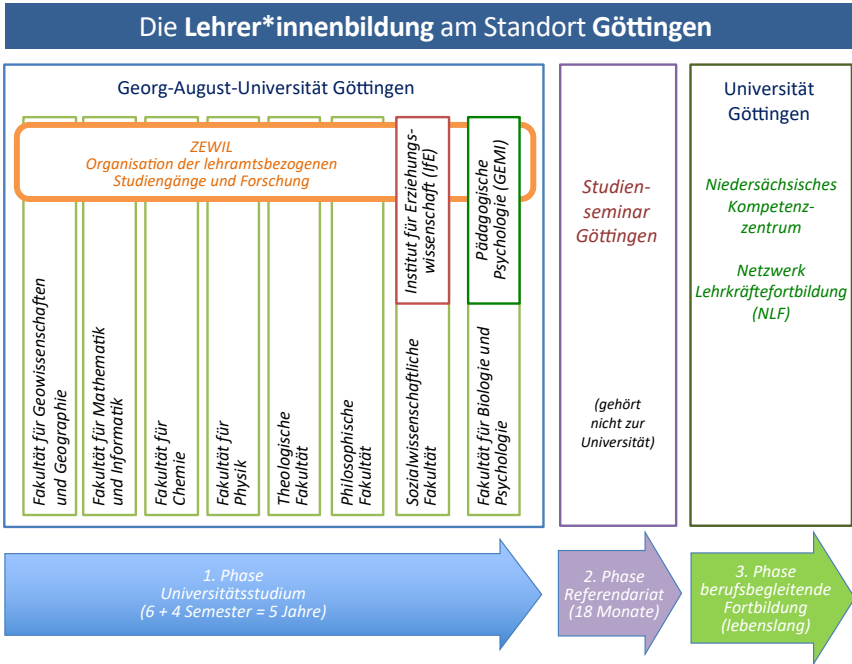 Die Lehrer*innenbildung am Standort Göttingen
Georg-August-Universität Göttingen
ZEWIL
Organisation der lehramtsbezogenen
Studiengänge und Forschung
Institut für Erziehungs-
wissenschaft (IfE)
Pädagogische
Psychologie (GEMI)
Fakultät für Geowissenschaften
und Geographie
Fakultät für Mathematik
und Informatik
Fakultät für
Chemie
Fakultät für
Physik
Theologische
Fakultät
Philosophische
Fakultät
Sozialwissenschaftliche
Fakultät
Fakultät für Biologie und
Psychologie
Studien-
seminar
Göttingen
(gehört
nicht zur
Universität)
Universität
Göttingen
Niedersächsisches
Kompetenz-
zentrum
Netzwerk
Lehrkräftefortbildung
(NLF)
1. Phase
Universitätsstudium
(6 + 4 Semester = 5 Jahre)
2. Phase
Referendariat
(18 Monate)
3. Phase
berufsbegleitende
Fortbildung
(lebenslang)